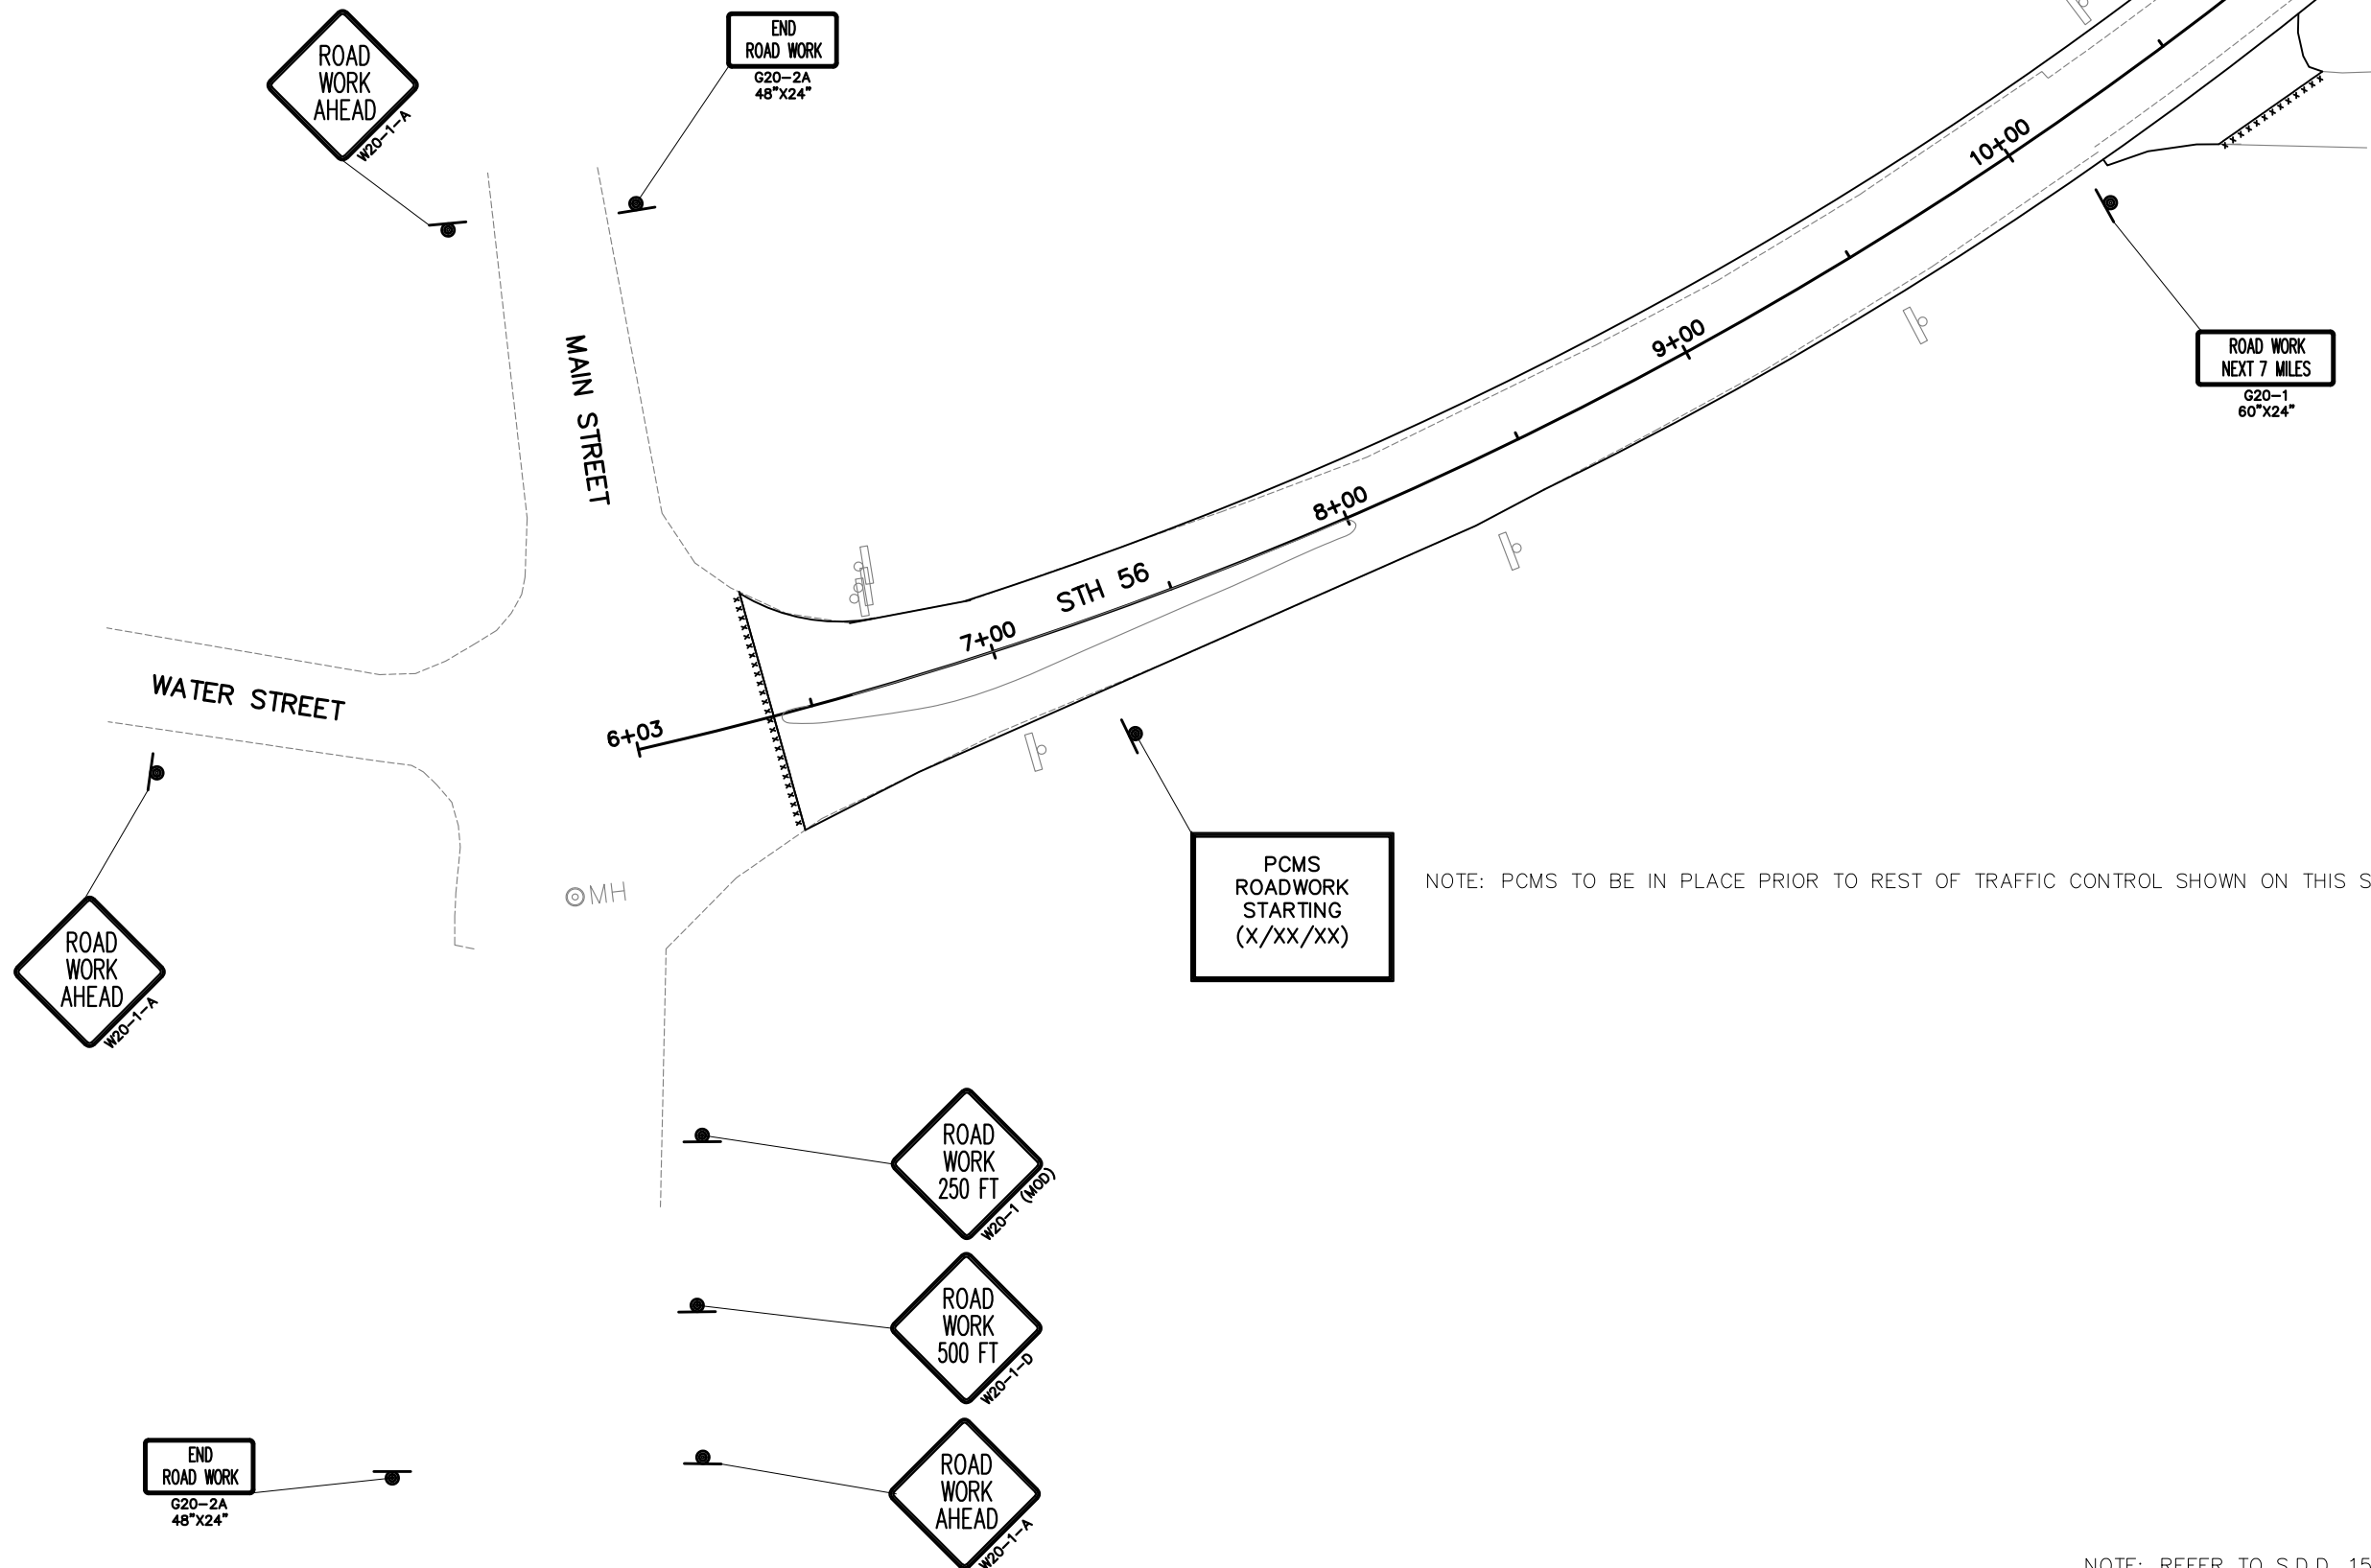 ROAD
WORK
AHEAD
W20-1-A
END
ROAD WORK
G20-2A
48"X24"
10+00
9+00
ROAD WORK
NEXT 7 MILES
G20-1
60"X24"
MAIN STREET
8+00
STH 56
7+00
WATER STREET
6+03
PCMS
ROADWORK
STARTING
(X/XX/XX)
NOTE: PCMS TO BE IN PLACE PRIOR TO REST OF TRAFFIC CONTROL SHOWN ON THIS S
MH
ROAD
WORK
AHEAD
W20-1-A
ROAD
WORK
250 FT
W20-1 (MOD)
ROAD
WORK
500 FT
W20-1-D
END
ROAD WORK
G20-2A
48"X24"
ROAD
WORK
AHEAD
W20-1-A
NOTE: REFER TO S.D.D. 15